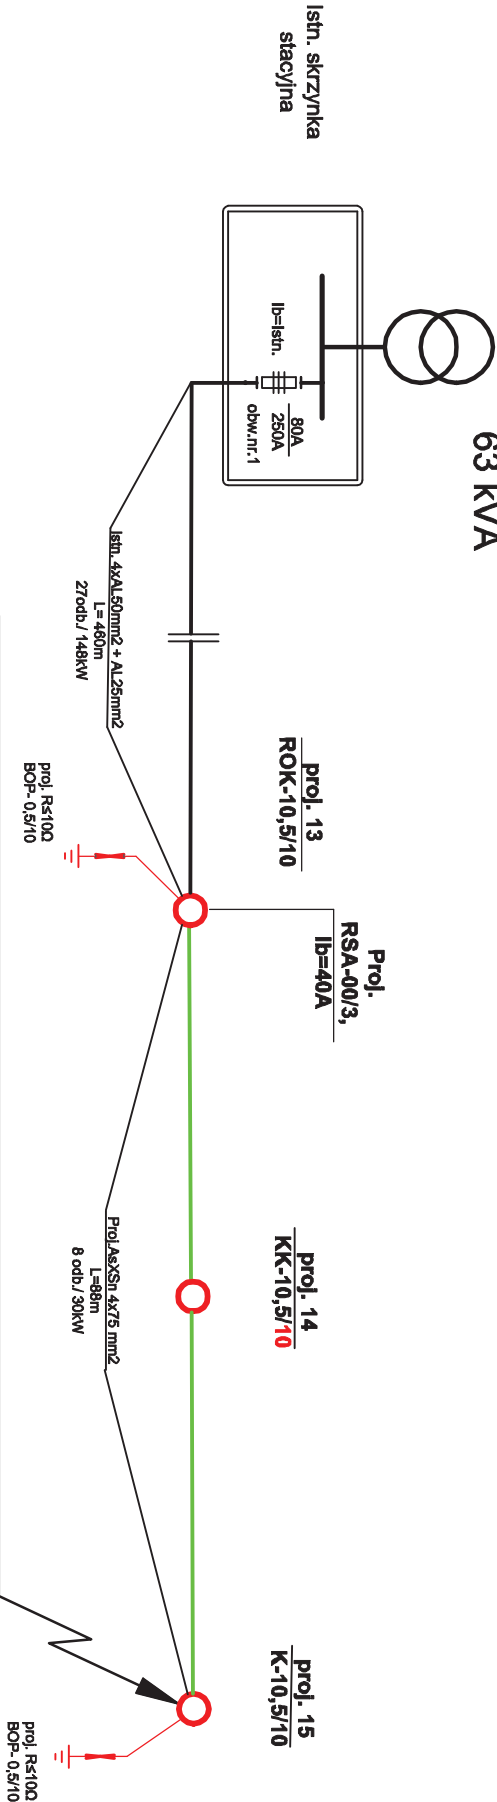 63 kVA
Istn. skrzynka
stacyjna
Ib=Istn.
80A
250A
obw.nr.1
Istn. 4xAL50mm2 + AL25mm2
L= 460m
27odb./ 148kW
proj. 13
ROK-10,5/10
proj. R≤10Ω
BOP- 0,5/10
Proj.
RSA-00/3,
Ib=40A
Proj.AsXSn 4x75 mm2
L=88m
8 odb./ 30kW
proj. 14
KK-10,5/10
proj. 15
K-10,5/10
proj. R≤10Ω
BOP- 0,5/10